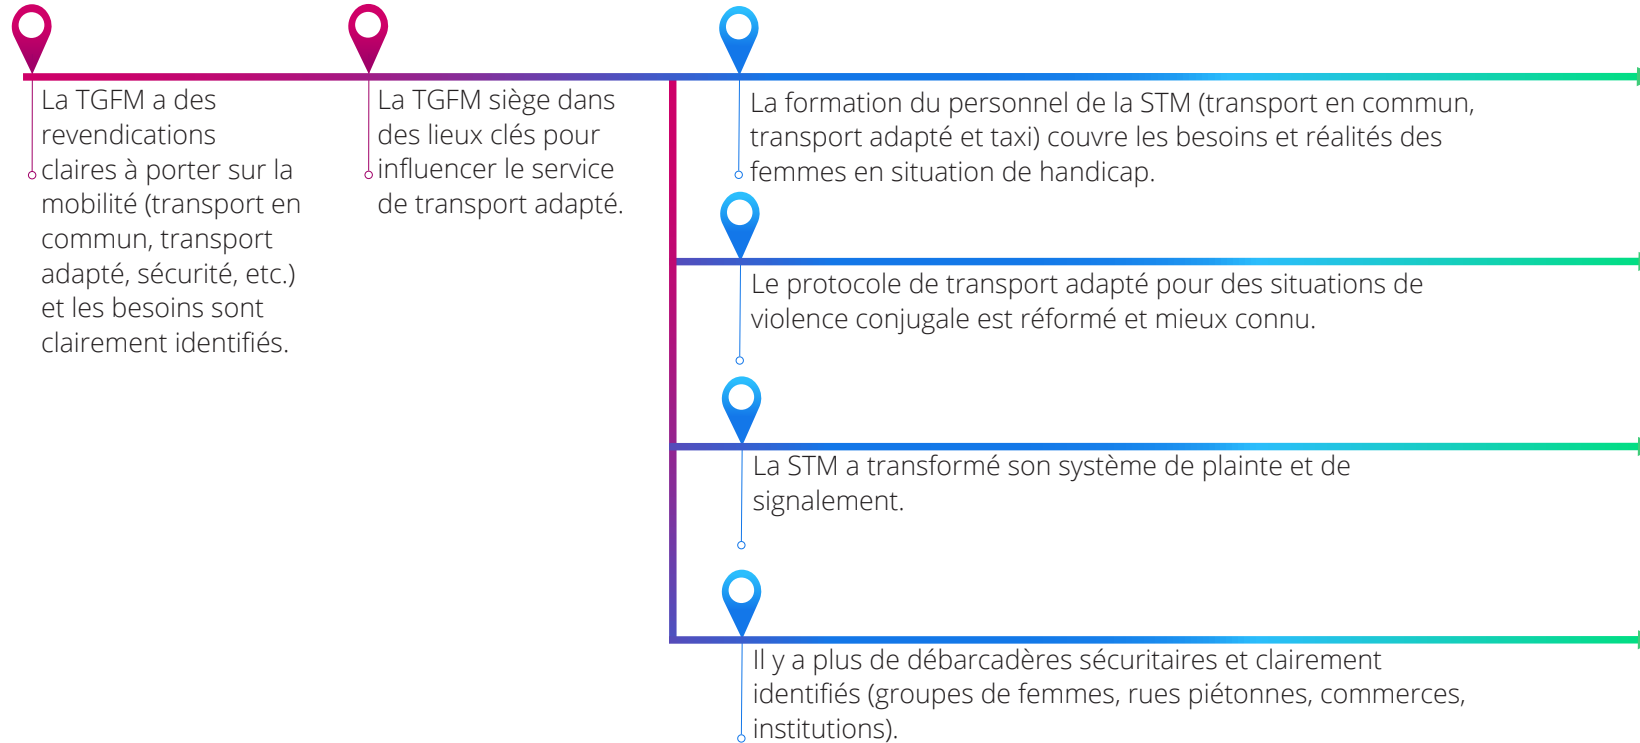 La TGFM a des
revendications
claires à porter sur la
mobilité (transport en
commun, transport
adapté, sécurité, etc.)
et les besoins sont
clairement identifiés.
La TGFM siège dans
des lieux clés pour
influencer le service
de transport adapté.
La formation du personnel de la STM (transport en commun,
transport adapté et taxi) couvre les besoins et réalités des
femmes en situation de handicap.
Le protocole de transport adapté pour des situations de
violence conjugale est réformé et mieux connu.
La STM a transformé son système de plainte et de
signalement.
Il y a plus de débarcadères sécuritaires et clairement
identifiés (groupes de femmes, rues piétonnes, commerces,
institutions).